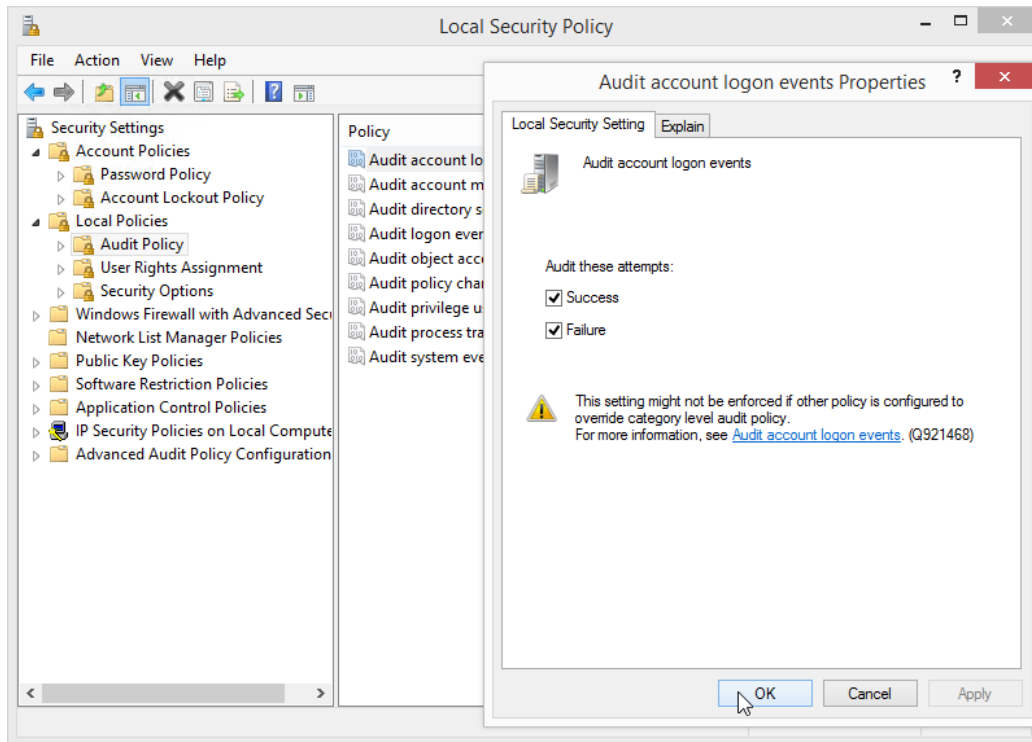 Local Security Policy
File Action View Help
Security Settings
Account Policies
Password Policy
Account Lockout Policy
Local Policies
Audit Policy
User Rights Assignment
Security Options
Windows Firewall with Advanced Secu
Network List Manager Policies
Public Key Policies
Software Restriction Policies
Application Control Policies
IP Security Policies on Local Compute
Advanced Audit Policy Configuration
Policy
Audit account lo
Audit account m
Audit directory s
Audit logon ever
Audit object acce
Audit policy char
Audit privilege u
Audit process tra
Audit system eve
Audit account logon events Properties
Local Security Setting Explain
Audit account logon events
Audit these attempts:
Success
Failure
This setting might not be enforced if other policy is configured to
override category level audit policy.
For more information, see Audit account logon events. (Q921468)
OK Cancel Apply